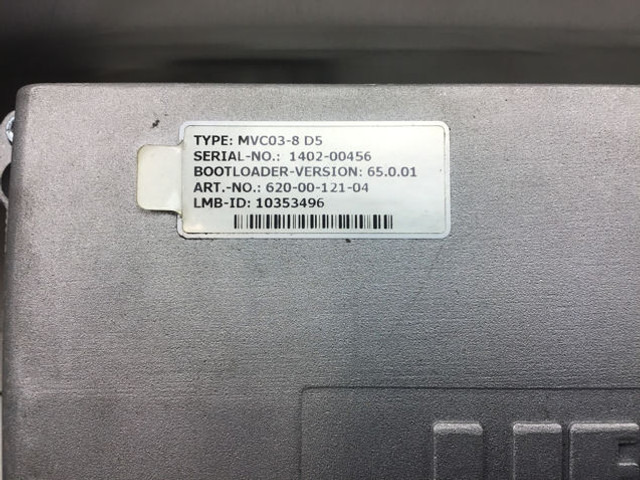 TYPE: MVC03-8 D5
SERIAL-NO.: 1402-00456
BOOTLOADER-VERSION: 65.0.01
ART.-NO.: 620-00-121-04
LMB-ID: 10353496